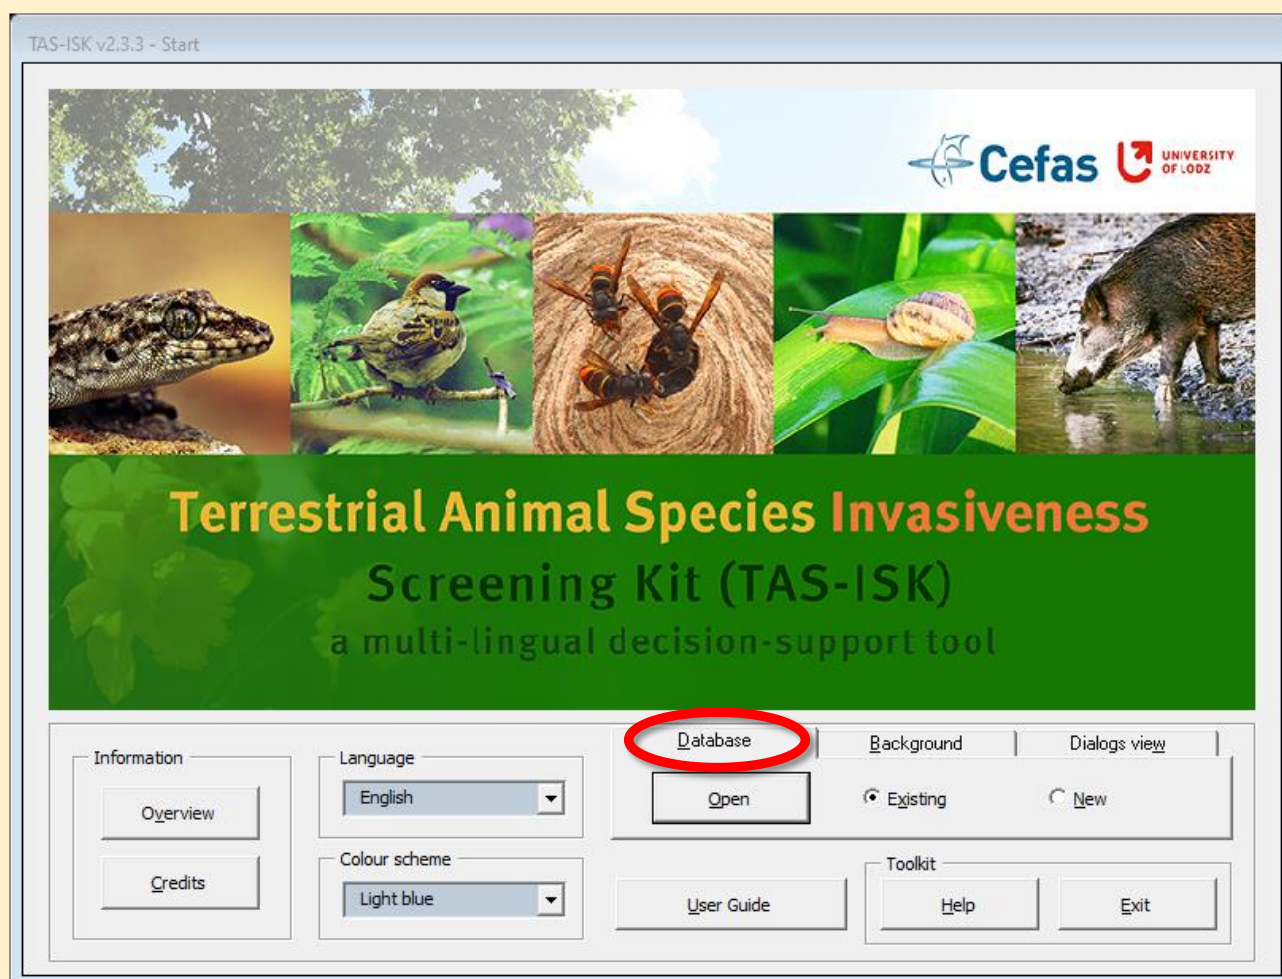 TAS-ISK v2.3.3 - Start
Cefas
UNIVERSITY
OF LODZ
Terrestrial Animal Species Invasiveness
Screening Kit (TAS-ISK)
a multi-lingual decision-support tool
Information
Overview
Credits
Language
English
Colour scheme
Light blue
Database
Background
Dialogs view
Open
Existing
New
User Guide
Toolkit
Help
Exit